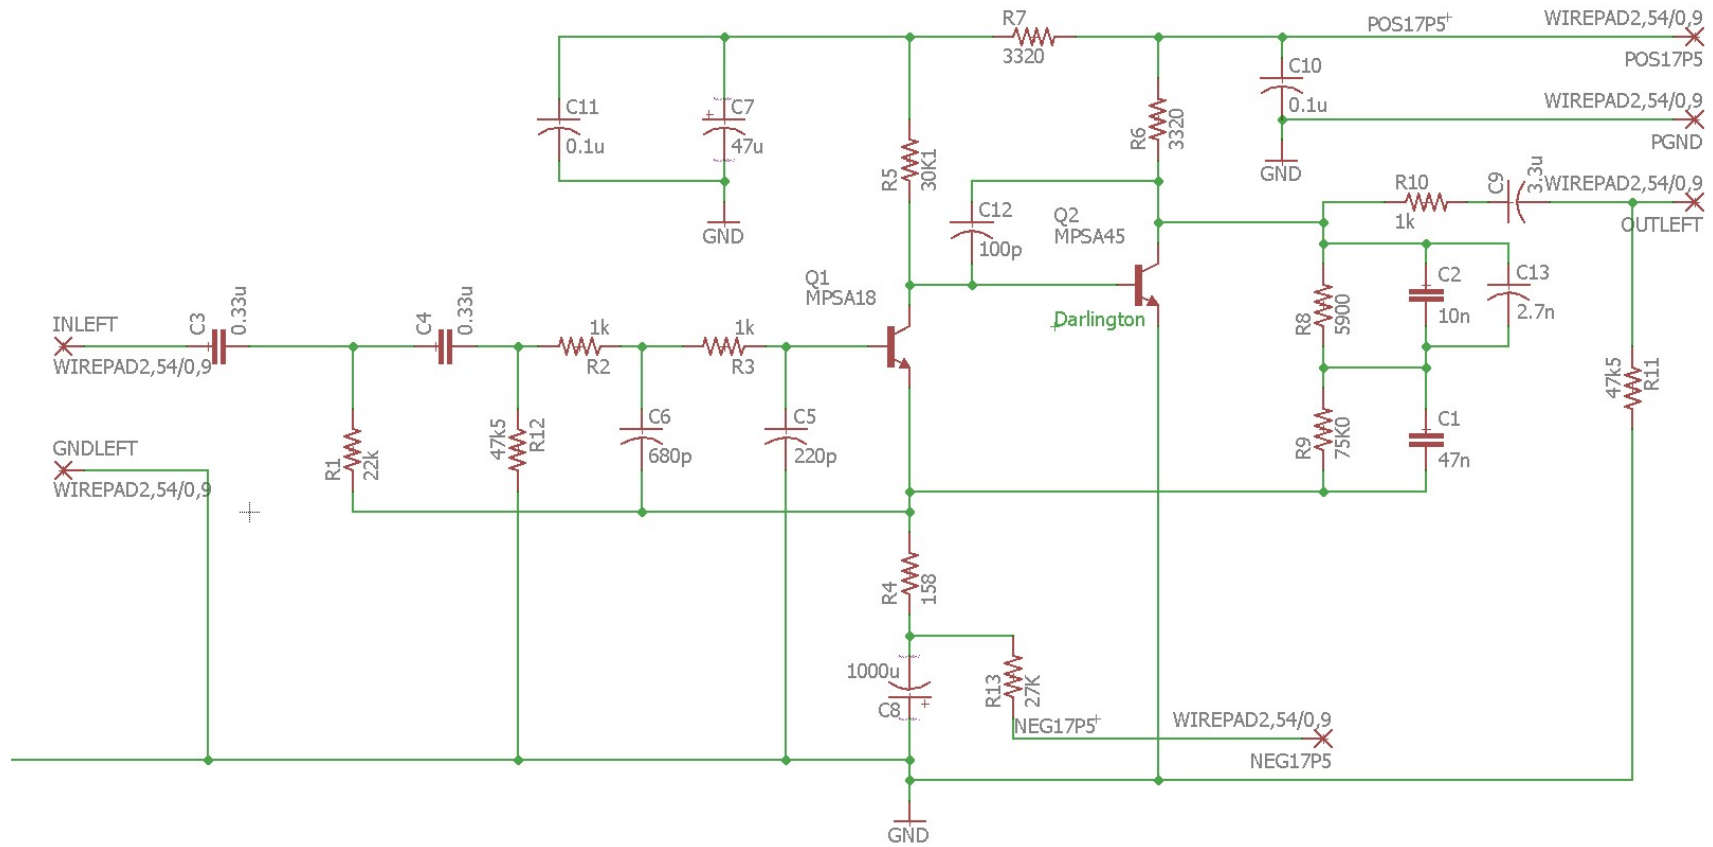 R7
3320
POS17P5
WIREPAD2,54/0,9
POS17P5
C11
0.1u
C7
47u
GND
R5
30K1
R6
3320
C10
0.1u
WIREPAD2,54/0,9
PGND
GND
R10
1k
C9
3.3u
WIREPAD2,54/0,9
OUTLEFT
C12
100p
Q2
MPSA45
Darlington
Q1
MPSA18
R8
5900
C2
10n
C13
2.7n
INLEFT
WIREPAD2,54/0,9
C3
0.33u
C4
0.33u
1k
R2
1k
R3
47k5
R11
GNDLEFT
WIREPAD2,54/0,9
R1
22k
47k5
R12
C6
680p
C5
220p
R9
75K0
C1
47n
R4
158
1000u
C8
R13
27K
NEG17P5
WIREPAD2,54/0,9
NEG17P5
GND